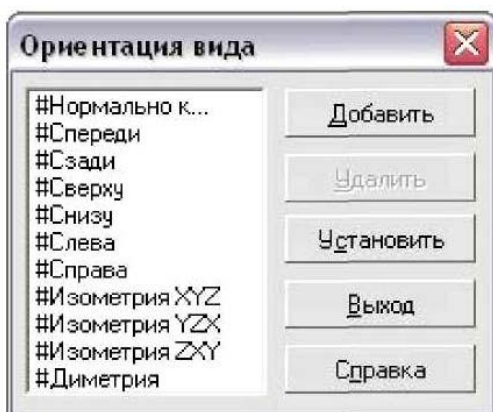 Ориентация вида
#Нормально к...
#Спереди
#Сзади
#Сверху
#Снизу
#Слева
#Справа
#Изометрия XYZ
#Изометрия YZX
#Изометрия ZXY
#Диметрия
Добавить
Удалить
Установить
Выход
Справка